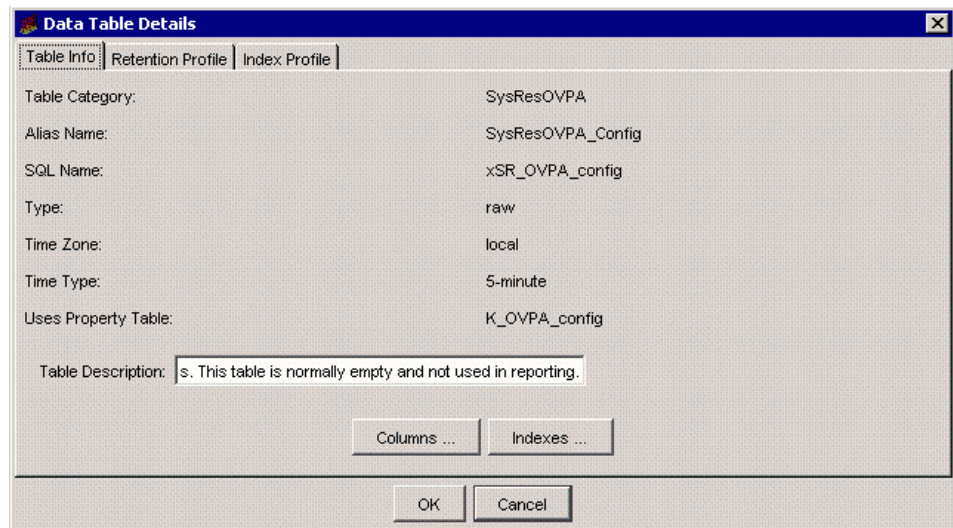 Data Table Details
Table Info Retention Profile Index Profile
Table Category: SysResOVPA
Alias Name: SysResOVPA_Config
SQL Name: xSR_OVPA_config
Type: raw
Time Zone: local
Time Type: 5-minute
Uses Property Table: K_OVPA_config
Table Description: s. This table is normally empty and not used in reporting.
Columns ... Indexes ...
OK Cancel